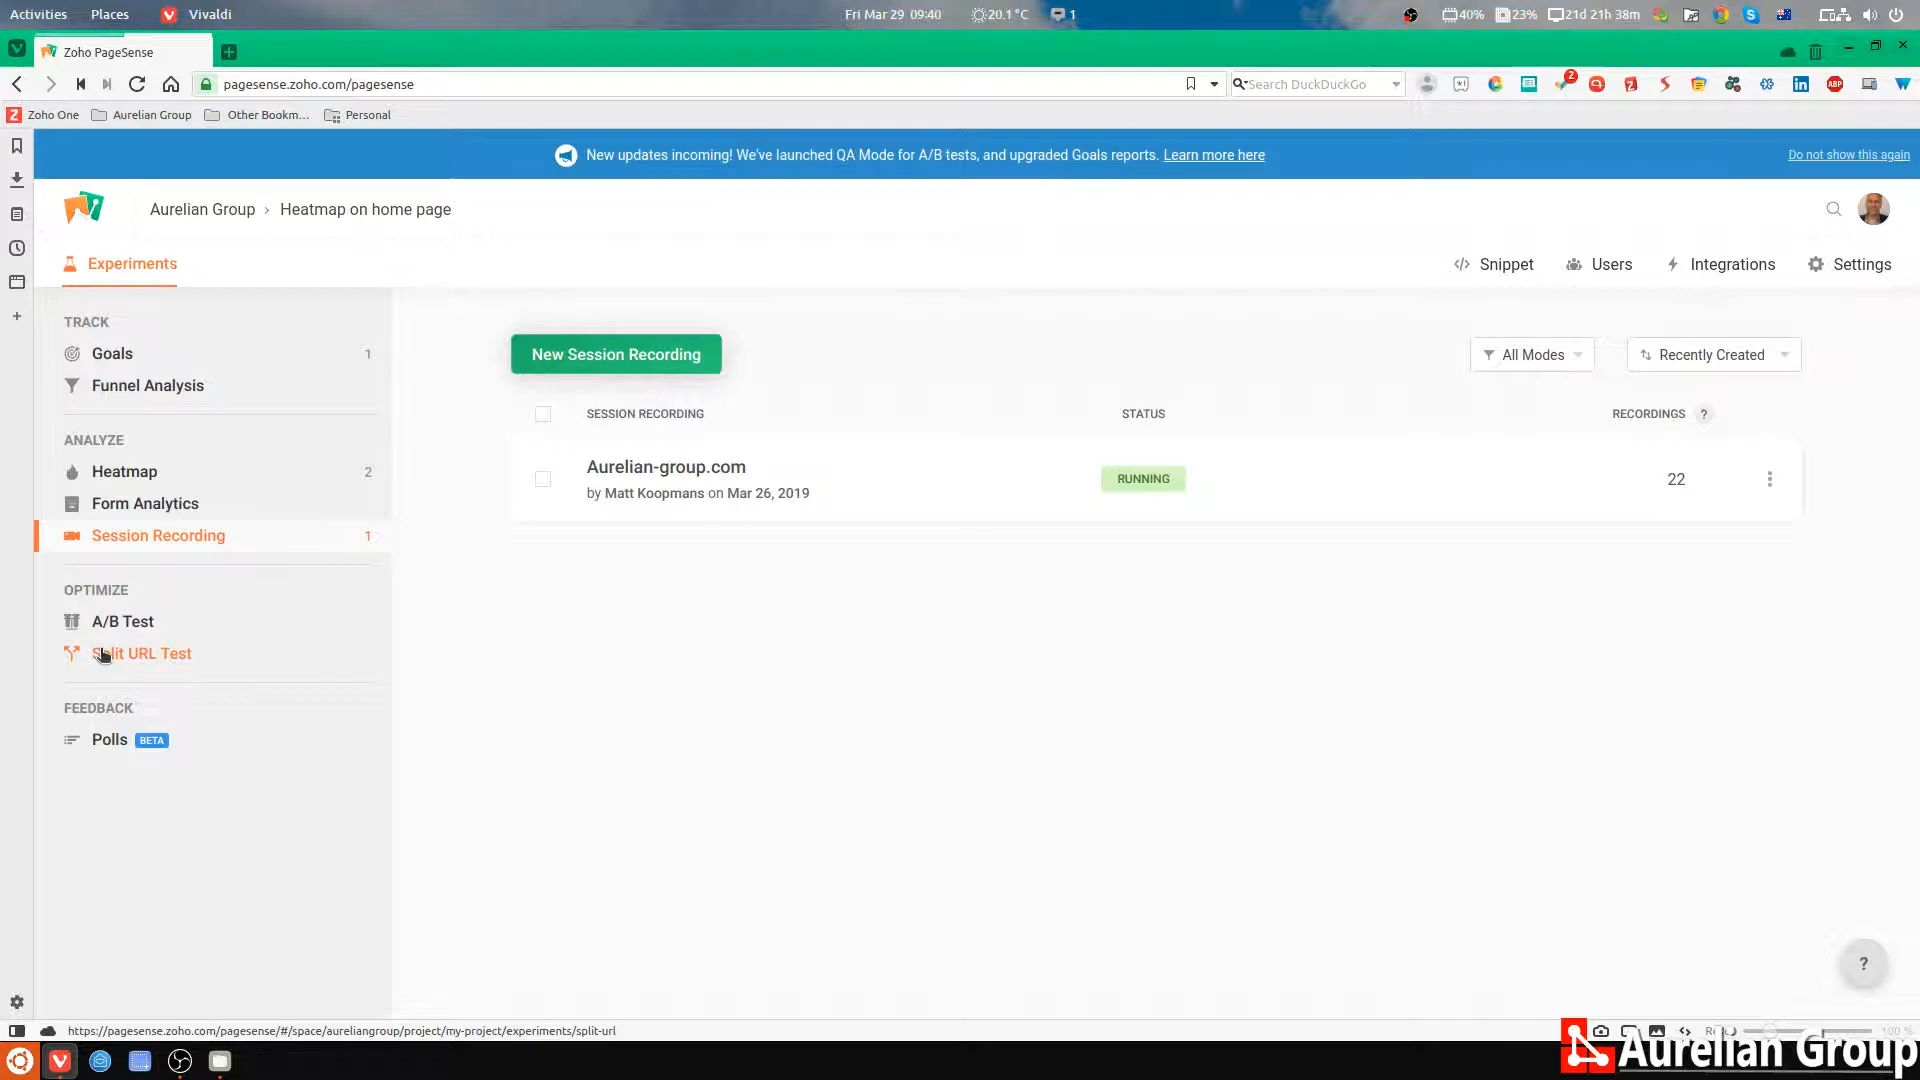 Activities Places Vivaldi Fri Mar 29 09:40 20.1°C 1 40% 23% 21d 21h 38m
Zoho PageSense
pagesense.zoho.com/pagesense Search DuckDuckGo 2 ABP
Zoho One Aurelian Group Other Bookm... Personal
New updates incoming! We've launched QA Mode for A/B tests, and upgraded Goals reports. Learn more here Do not show this again
Aurelian Group › Heatmap on home page
Experiments Snippet Users Integrations Settings
TRACK
Goals 1
Funnel Analysis
ANALYZE
Heatmap 2
Form Analytics
Session Recording 1
OPTIMIZE
A/B Test
Split URL Test
FEEDBACK
Polls BETA
New Session Recording All Modes Recently Created
SESSION RECORDING STATUS RECORDINGS ?
Aurelian-group.com RUNNING 22
by Matt Koopmans on Mar 26, 2019
?
https://pagesense.zoho.com/pagesense/#/space/aureliangroup/project/my-project/experiments/split-url 100 %
Aurelian Group